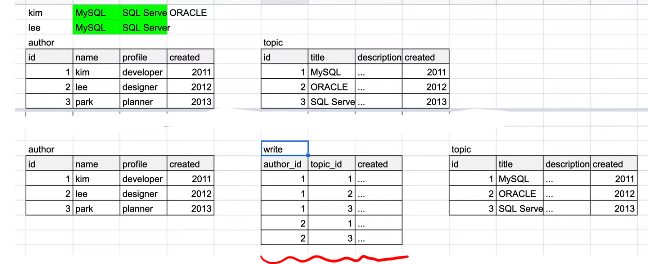 kim MySQL SQL Serve ORACLE
lee MySQL SQL Server
author topic
id name profile created id title description created
1 kim developer 2011 1 MySQL ... 2011
2 lee designer 2012 2 ORACLE ... 2012
3 park planner 2013 3 SQL Serve ... 2013
author write topic
id name profile created author_id topic_id created id title description created
1 kim developer 2011 1 1 ... 1 MySQL ... 2011
2 lee designer 2012 1 2 ... 2 ORACLE ... 2012
3 park planner 2013 1 3 ... 3 SQL Serve ... 2013
2 1 ...
2 3 ...